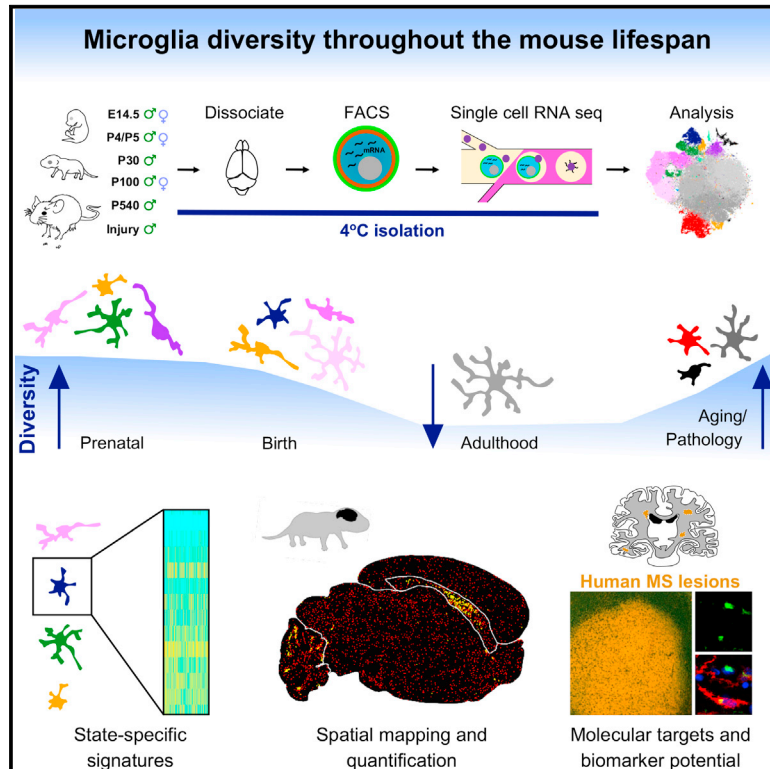 Microglia diversity throughout the mouse lifespan
E14.5 ♂♀
P4/P5 ♂♀
P30 ♂
P100 ♂♀
P540 ♂
Injury ♂
Dissociate
FACS
mRNA
Single cell RNA seq
Analysis
4ºC isolation
Diversity
Prenatal
Birth
Adulthood
Aging/
Pathology
Human MS lesions
State-specific
signatures
Spatial mapping and
quantification
Molecular targets and
biomarker potential